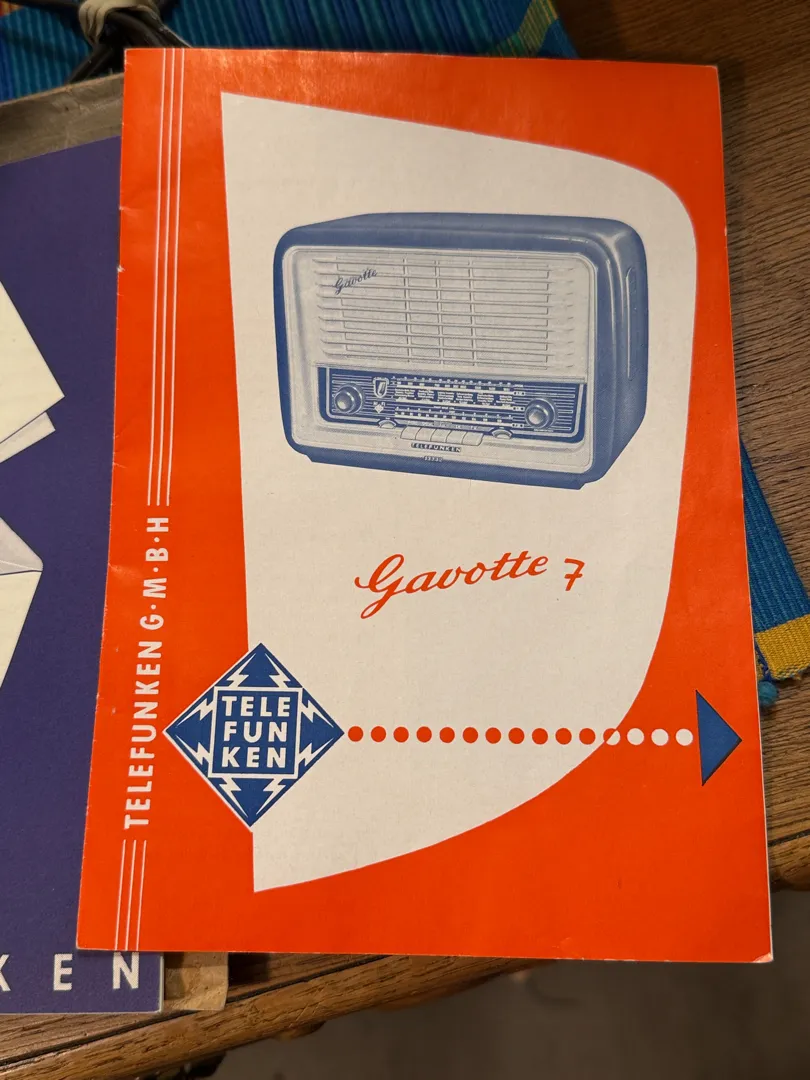 Gavotte
TELEFUNKEN
Gavotte 7
TELEFUNKEN G·M·B·H
TELE
FUN
KEN
KEN